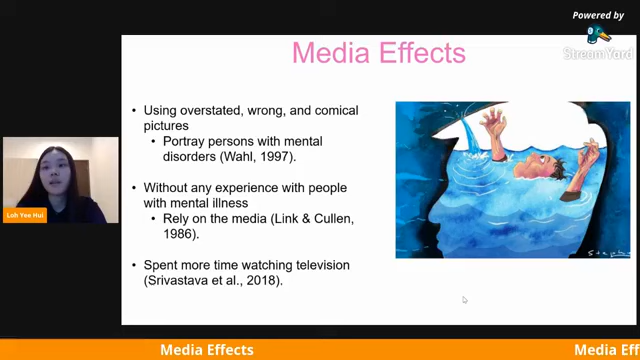 Powered by
StreamYard
Media Effects
• Using overstated, wrong, and comical
pictures
• Portray persons with mental
disorders (Wahl, 1997).
• Without any experience with people
with mental illness
• Rely on the media (Link & Cullen,
1986).
• Spent more time watching television
(Srivastava et al., 2018).
Loh Yee Hui
Media Effects
Media Eff